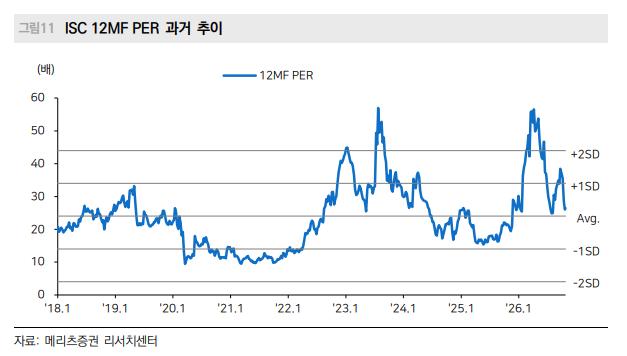 그림11 ISC 12MF PER 과거 추이
(배)
12MF PER
60
50
40
30
20
10
0
+2SD
+1SD
Avg.
-1SD
-2SD
'18.1 '19.1 '20.1 '21.1 '22.1 '23.1 '24.1 '25.1 '26.1
자료: 메리츠증권 리서치센터